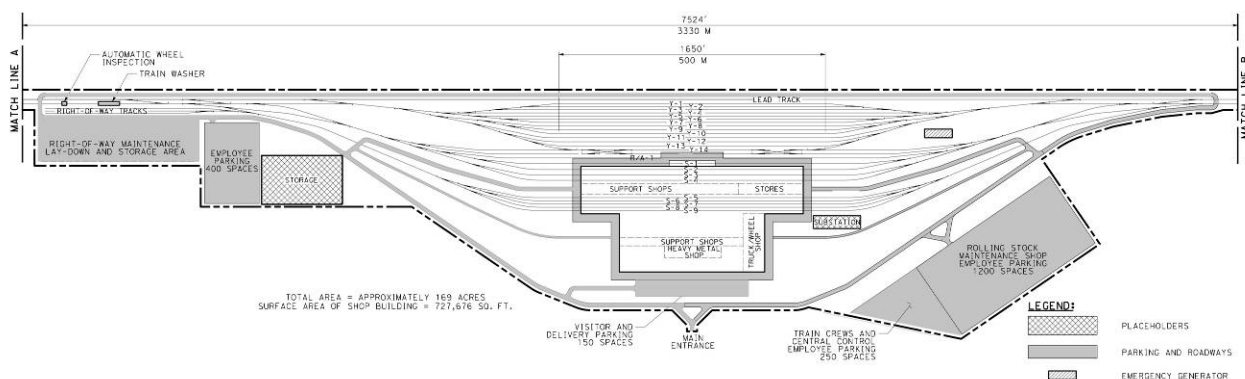 7524'
3330 M
1650'
500 M
MATCH LINE A
MATCH LINE B
AUTOMATIC WHEEL
INSPECTION
TRAIN WASHER
RIGHT-OF-WAY TRACKS
LEAD TRACK
Y-1
Y-2
Y-6
Y-7
Y-8
Y-9
Y-10
Y-11
Y-12
Y-13
Y-14
R/A-1
S-1
RIGHT-OF-WAY MAINTENANCE
LAY-DOWN AND STORAGE AREA
EMPLOYEE
PARKING
400 SPACES
STORAGE
SUPPORT SHOPS
STORES
S-6
S-8
S-9
SUBSTATION
SUPPORT SHOPS
HEAVY METAL
SHOP
TRUCK/WHEEL
SHOP
ROLLING STOCK
MAINTENANCE SHOP
EMPLOYEE PARKING
1200 SPACES
TOTAL AREA = APPROXIMATELY 169 ACRES
SURFACE AREA OF SHOP BUILDING = 727,676 SQ. FT.
VISITOR AND
DELIVERY PARKING
150 SPACES
MAIN
ENTRANCE
TRAIN CREWS AND
CENTRAL CONTROL
EMPLOYEE PARKING
250 SPACES
LEGEND:
PLACEHOLDERS
PARKING AND ROADWAYS
EMERGENCY GENERATOR